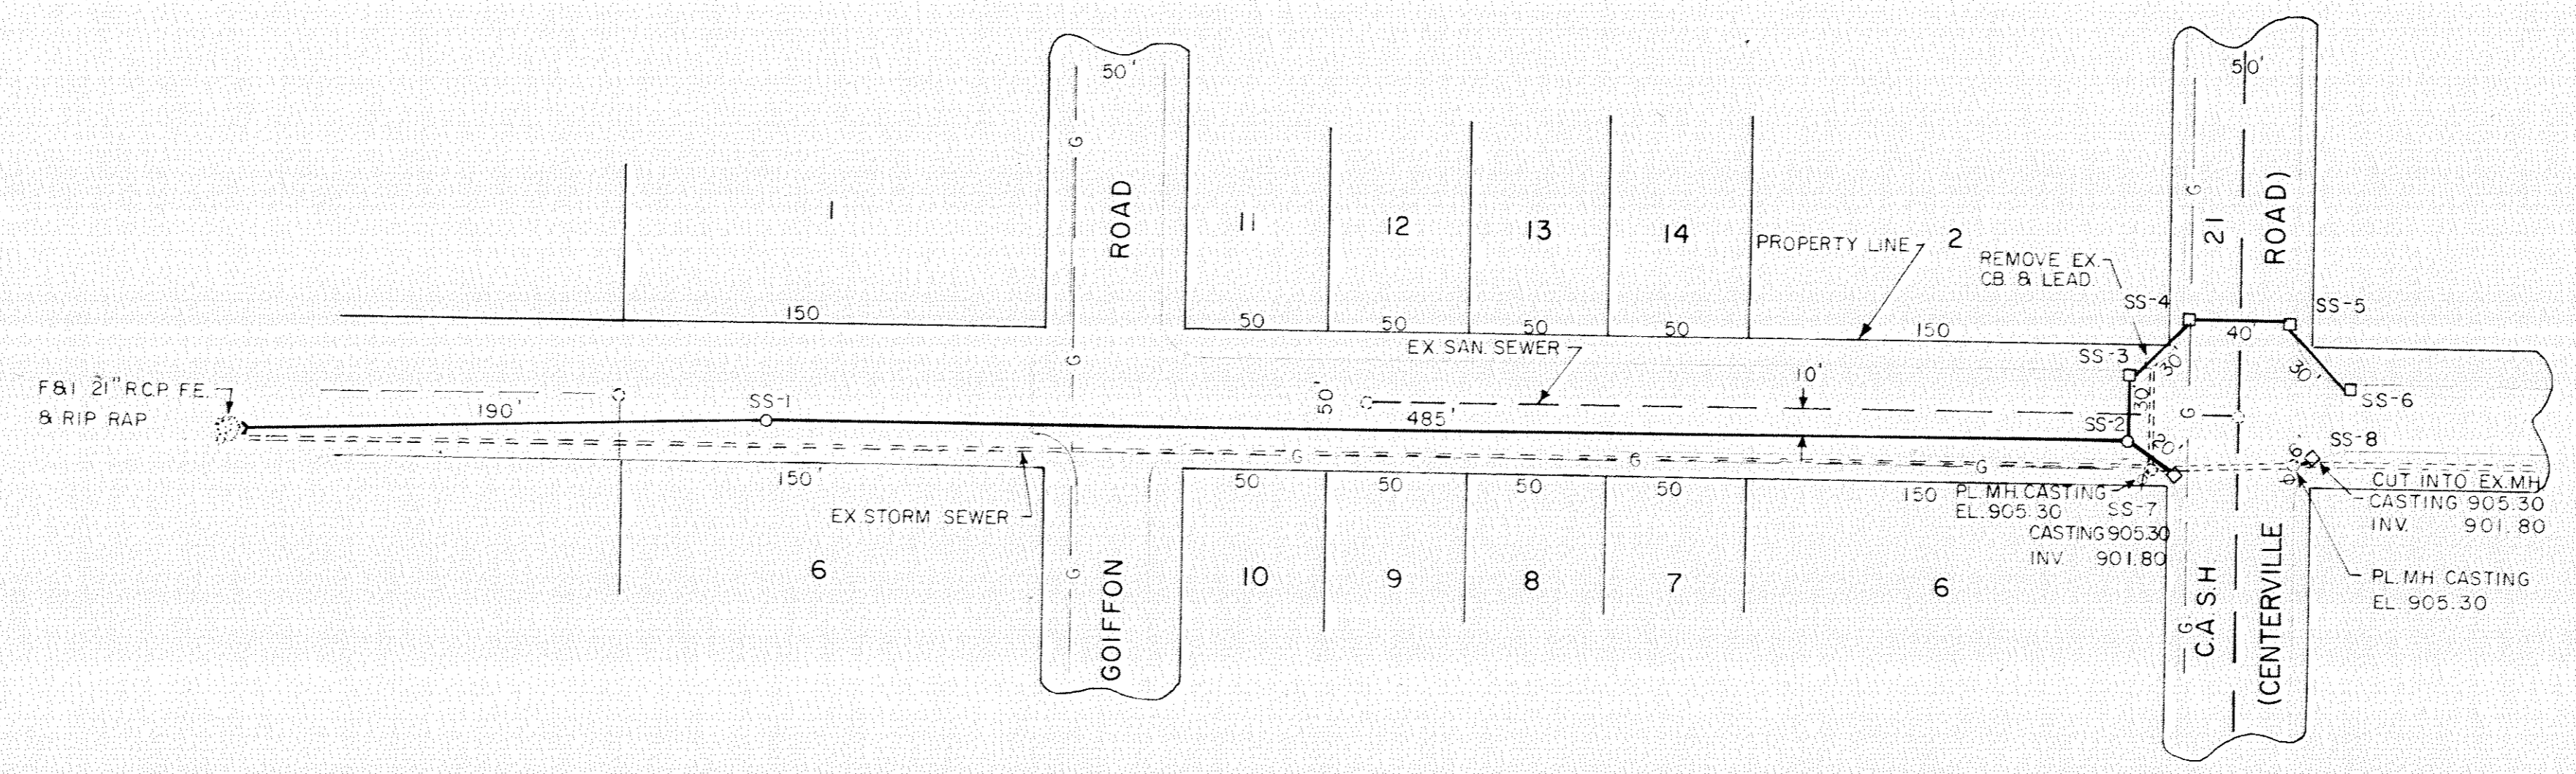 50'
50'
G
G
ROAD
21
ROAD)
1
11
12
13
14
PROPERTY LINE
2
REMOVE EX.
C.B. & LEAD
SS-4
SS-5
150
50
50
50
50
150
40'
EX. SAN. SEWER
SS-3
30'
30'
G
10'
F&I 21" R.C.P. F.E.
& RIP RAP
190'
SS-1
50'
485'
30'
G
SS-6
SS-2
20'
6'
SS-8
G
G
G
150'
50
50
50
50
150
EX. STORM SEWER
PL. MH. CASTING
EL. 905.30
SS-7
CASTING 905.30
INV. 901.80
CUT INTO EX. MH
CASTING 905.30
INV. 901.80
PL. MH CASTING
EL. 905.30
6
G
10
9
8
7
6
GOIFFON
G
C.A.S.H
(CENTERVILLE